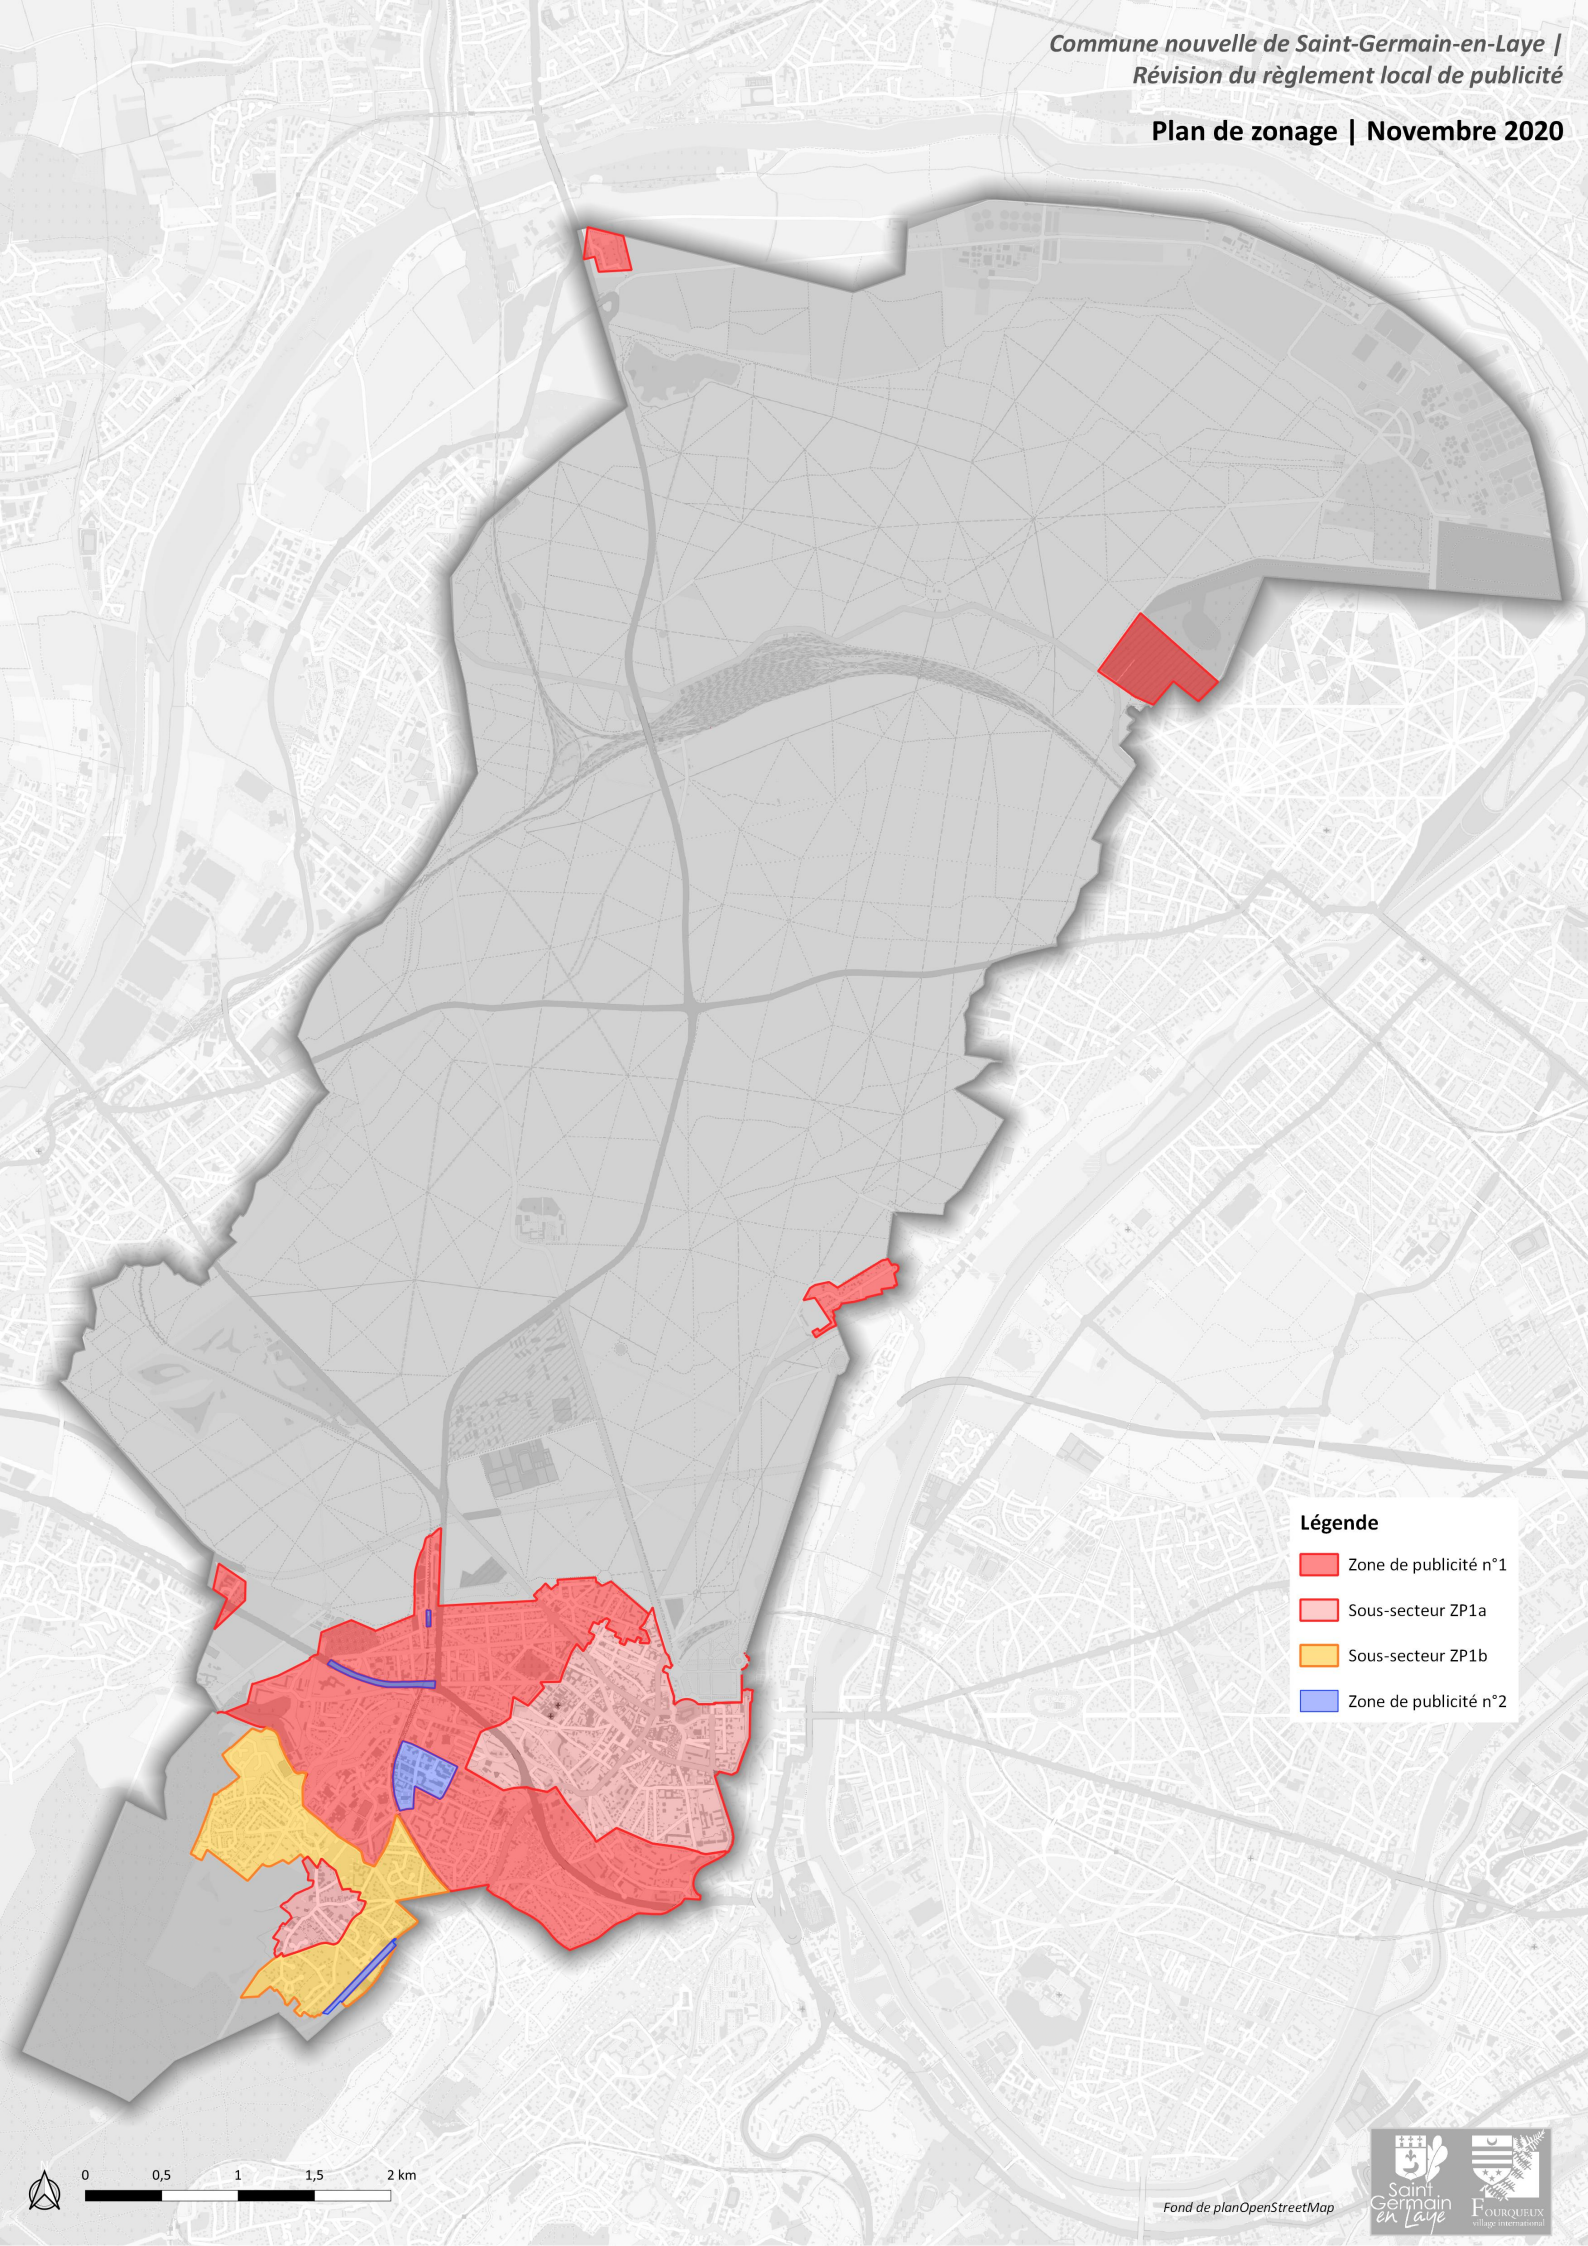 Commune nouvelle de Saint-Germain-en-Laye |
Révision du règlement local de publicité
Plan de zonage | Novembre 2020
Légende
Zone de publicité n°1
Sous-secteur ZP1a
Sous-secteur ZP1b
Zone de publicité n°2
0 0,5 1 1,5 2 km
Fond de planOpenStreetMap
Saint
Germain
en Laye
FOURQUEUX
village international